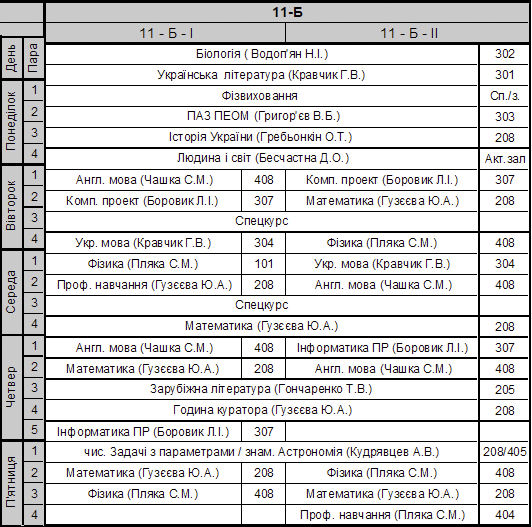 11-Б
День Пара 11 - Б - І 11 - Б - ІІ
Біологія ( Водоп'ян Н.І.) 302
Українська література (Кравчик Г.В.) 301
Понеділок
1 Фізвиховання Сп./з.
2 ПАЗ ПЕОМ (Григор'єв В.Б.) 303
3 Історія України (Гребьонкін О.Т.) 208
4 Людина і світ (Бесчастна Д.О.) Акт.зал
Вівторок
1 Англ. мова (Чашка С.М.) 408 Комп. проект (Боровик Л.І.) 307
2 Комп. проект (Боровик Л.І.) 307 Математика (Гузєєва Ю.А.) 208
3 Спецкурс
4 Укр. мова (Кравчик Г.В.) 304 Фізика (Пляка С.М.) 408
Середа
1 Фізика (Пляка С.М.) 101 Укр. мова (Кравчик Г.В.) 304
2 Проф. навчання (Гузєєва Ю.А.) 208 Англ. мова (Чашка С.М.) 408
3 Спецкурс
4 Математика (Гузєєва Ю.А.) 208
Четвер
1 Англ. мова (Чашка С.М.) 408 Інформатика ПР (Боровик Л.І.) 307
2 Математика (Гузєєва Ю.А.) 208 Англ. мова (Чашка С.М.) 408
3 Зарубіжна література (Гончаренко Т.В.) 205
4 Година куратора (Гузєєва Ю.А.) 208
5 Інформатика ПР (Боровик Л.І.) 307
П'ятниця
1 чис. Задачі з параметрами / знам. Астрономія (Кудрявцев А.В.) 208/405
2 Математика (Гузєєва Ю.А.) 208 Фізика (Пляка С.М.) 408
3 Фізика (Пляка С.М.) 408 Математика (Гузєєва Ю.А.) 208
4 Проф. навчання (Пляка С.М.) 404